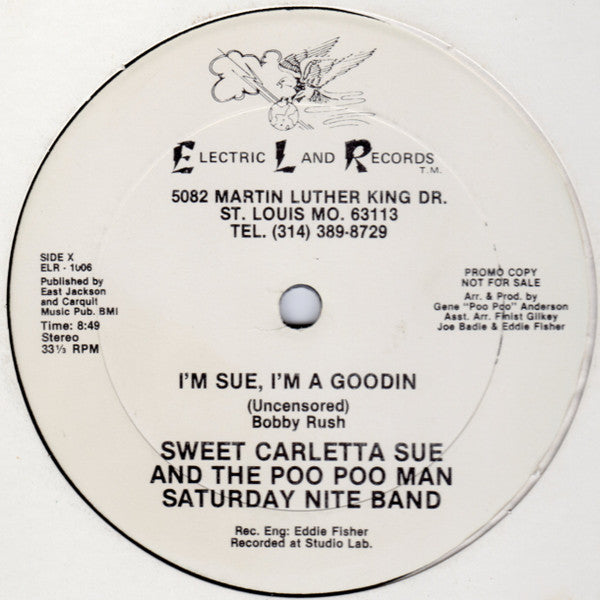 ELECTRIC LAND RECORDS
T.M.
5082 MARTIN LUTHER KING DR.
ST. LOUIS MO. 63113
TEL. (314) 389-8729
SIDE X
ELR - 1006
Published by
East Jackson
and Carquit
Music Pub. BMI
Time: 8:49
Stereo
33⅓ RPM
PROMO COPY
NOT FOR SALE
Arr. & Prod. by
Gene "Poo Poo" Anderson
Asst. Arr. Finist Gilkey
Joe Badie & Eddie Fisher
I'M SUE, I'M A GOODIN
(Uncensored)
Bobby Rush
SWEET CARLETTA SUE
AND THE POO POO MAN
SATURDAY NITE BAND
Rec. Eng: Eddie Fisher
Recorded at Studio Lab.